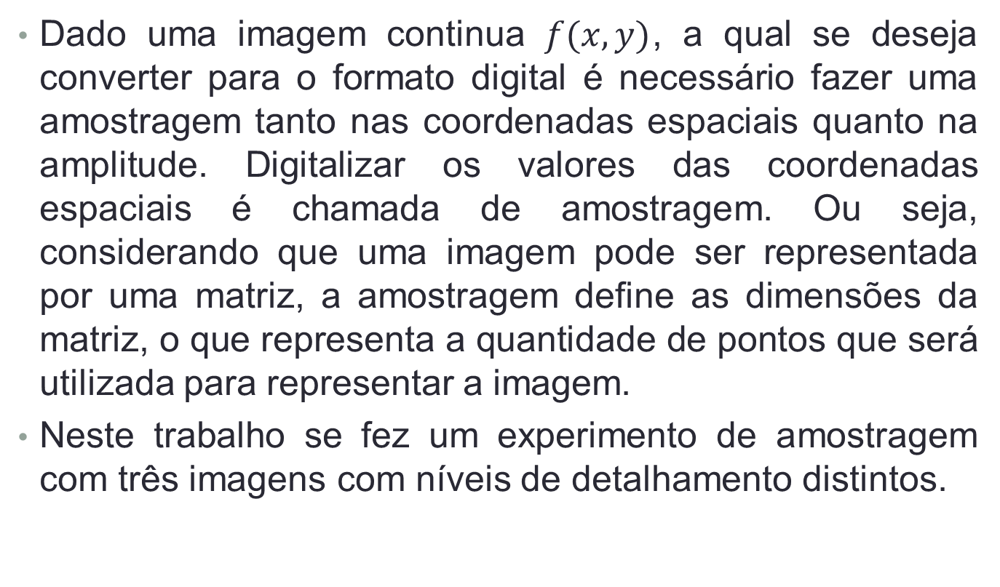 • Dado uma imagem continua 𝑓(𝑥,𝑦), a qual se deseja
converter para o formato digital é necessário fazer uma
amostragem tanto nas coordenadas espaciais quanto na
amplitude. Digitalizar os valores das coordenadas
espaciais é chamada de amostragem. Ou seja,
considerando que uma imagem pode ser representada
por uma matriz, a amostragem define as dimensões da
matriz, o que representa a quantidade de pontos que será
utilizada para representar a imagem.
• Neste trabalho se fez um experimento de amostragem
com três imagens com níveis de detalhamento distintos.